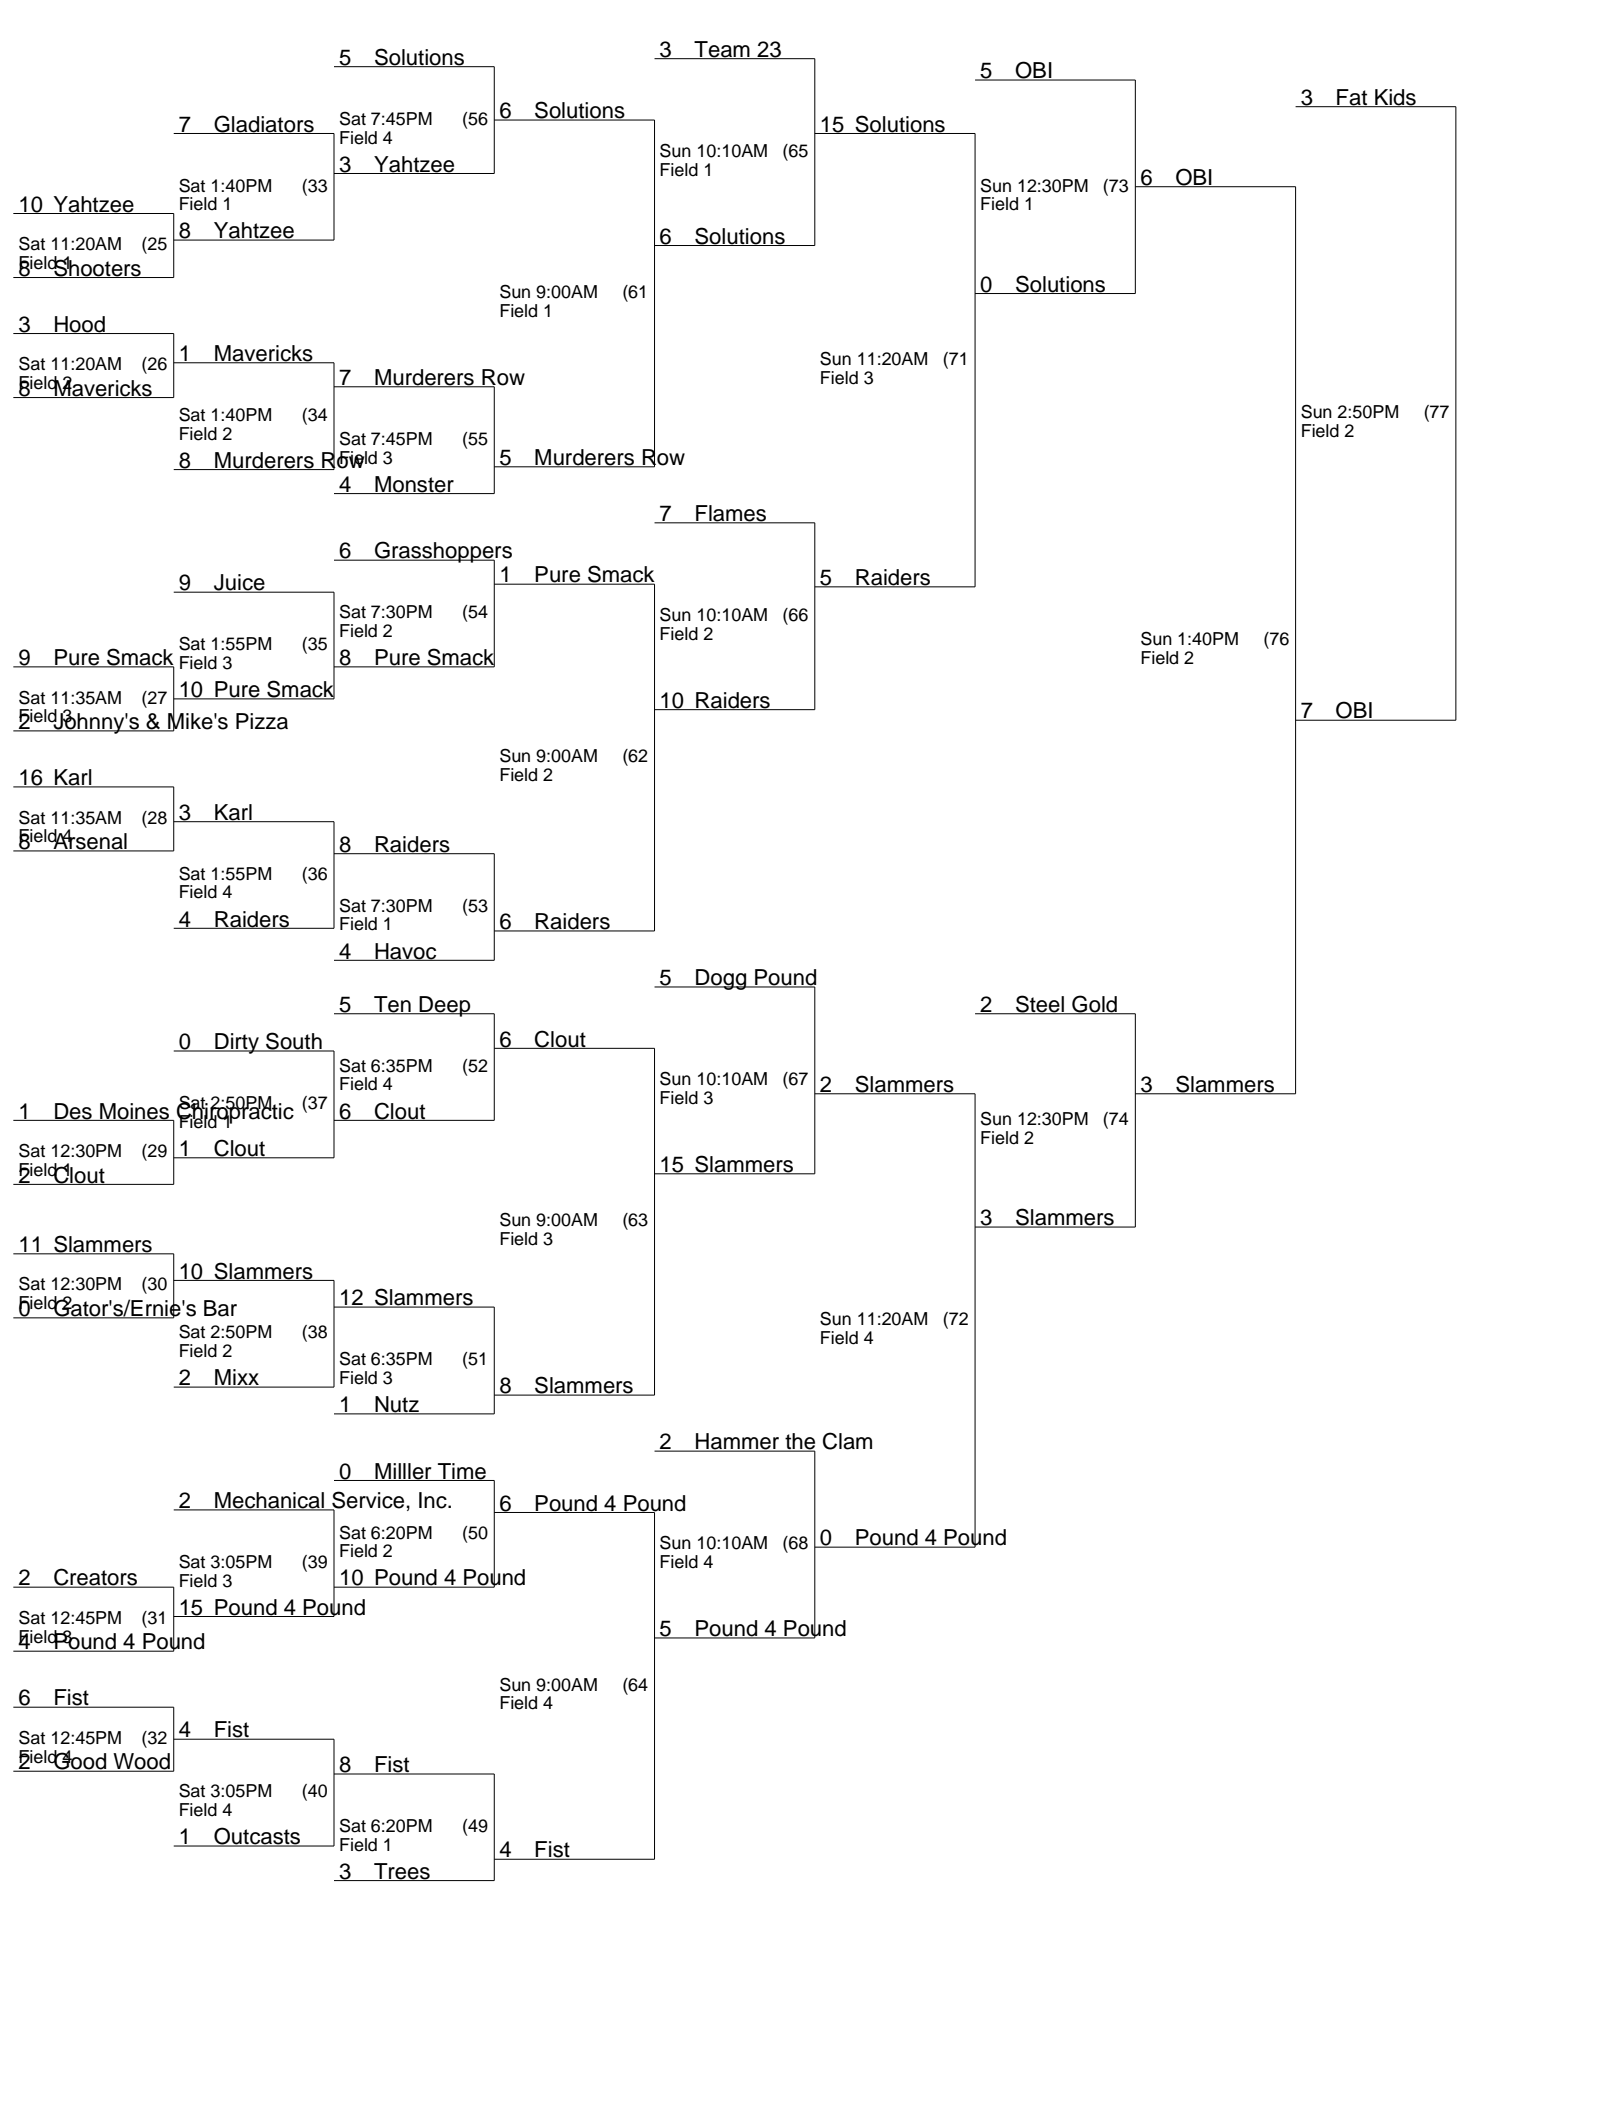 3 Team 23
5 Solutions
5 OBI
3 Fat Kids
6 Solutions
Sat 7:45PM (56
Field 4
7 Gladiators
15 Solutions
Sun 10:10AM (65
Field 1
3 Yahtzee
Sat 1:40PM (33
Field 1
Sun 12:30PM (73
Field 1
6 OBI
10 Yahtzee
8 Yahtzee
6 Solutions
Sat 11:20AM (25
Field 1
8 Shooters
0 Solutions
Sun 9:00AM (61
Field 1
3 Hood
1 Mavericks
Sat 11:20AM (26
Field 2
8 Mavericks
Sun 11:20AM (71
Field 3
7 Murderers Row
Sat 1:40PM (34
Field 2
Sun 2:50PM (77
Field 2
Sat 7:45PM (55
Field 3
8 Murderers Row
5 Murderers Row
4 Monster
7 Flames
6 Grasshoppers
1 Pure Smack
9 Juice
5 Raiders
Sat 7:30PM (54
Field 2
Sun 10:10AM (66
Field 2
Sat 1:55PM (35
Field 3
Sun 1:40PM (76
Field 2
9 Pure Smack
8 Pure Smack
10 Pure Smack
10 Raiders
Sat 11:35AM (27
Field 3
2 Johnny's & Mike's Pizza
7 OBI
Sun 9:00AM (62
Field 2
16 Karl
3 Karl
Sat 11:35AM (28
Field 4
8 Arsenal
8 Raiders
Sat 1:55PM (36
Field 4
Sat 7:30PM (53
Field 1
4 Raiders
6 Raiders
4 Havoc
5 Dogg Pound
5 Ten Deep
2 Steel Gold
0 Dirty South
6 Clout
Sat 6:35PM (52
Field 4
Sun 10:10AM (67
Field 3
2 Slammers
3 Slammers
Sat 2:50PM (37
Field 1
1 Des Moines Chiropractic
6 Clout
Sun 12:30PM (74
Field 2
Sat 12:30PM (29
Field 1
1 Clout
2 Clout
15 Slammers
3 Slammers
Sun 9:00AM (63
Field 3
11 Slammers
10 Slammers
Sat 12:30PM (30
Field 2
0 Gator's/Ernie's Bar
12 Slammers
Sun 11:20AM (72
Field 4
Sat 2:50PM (38
Field 2
Sat 6:35PM (51
Field 3
2 Mixx
8 Slammers
1 Nutz
2 Hammer the Clam
0 Milller Time
2 Mechanical Service, Inc.
6 Pound 4 Pound
Sat 6:20PM (50
Field 2
Sun 10:10AM (68
Field 4
0 Pound 4 Pound
Sat 3:05PM (39
Field 3
2 Creators
10 Pound 4 Pound
15 Pound 4 Pound
Sat 12:45PM (31
Field 3
4 Pound 4 Pound
5 Pound 4 Pound
Sun 9:00AM (64
Field 4
6 Fist
4 Fist
Sat 12:45PM (32
Field 4
2 Good Wood
8 Fist
Sat 3:05PM (40
Field 4
Sat 6:20PM (49
Field 1
1 Outcasts
4 Fist
3 Trees